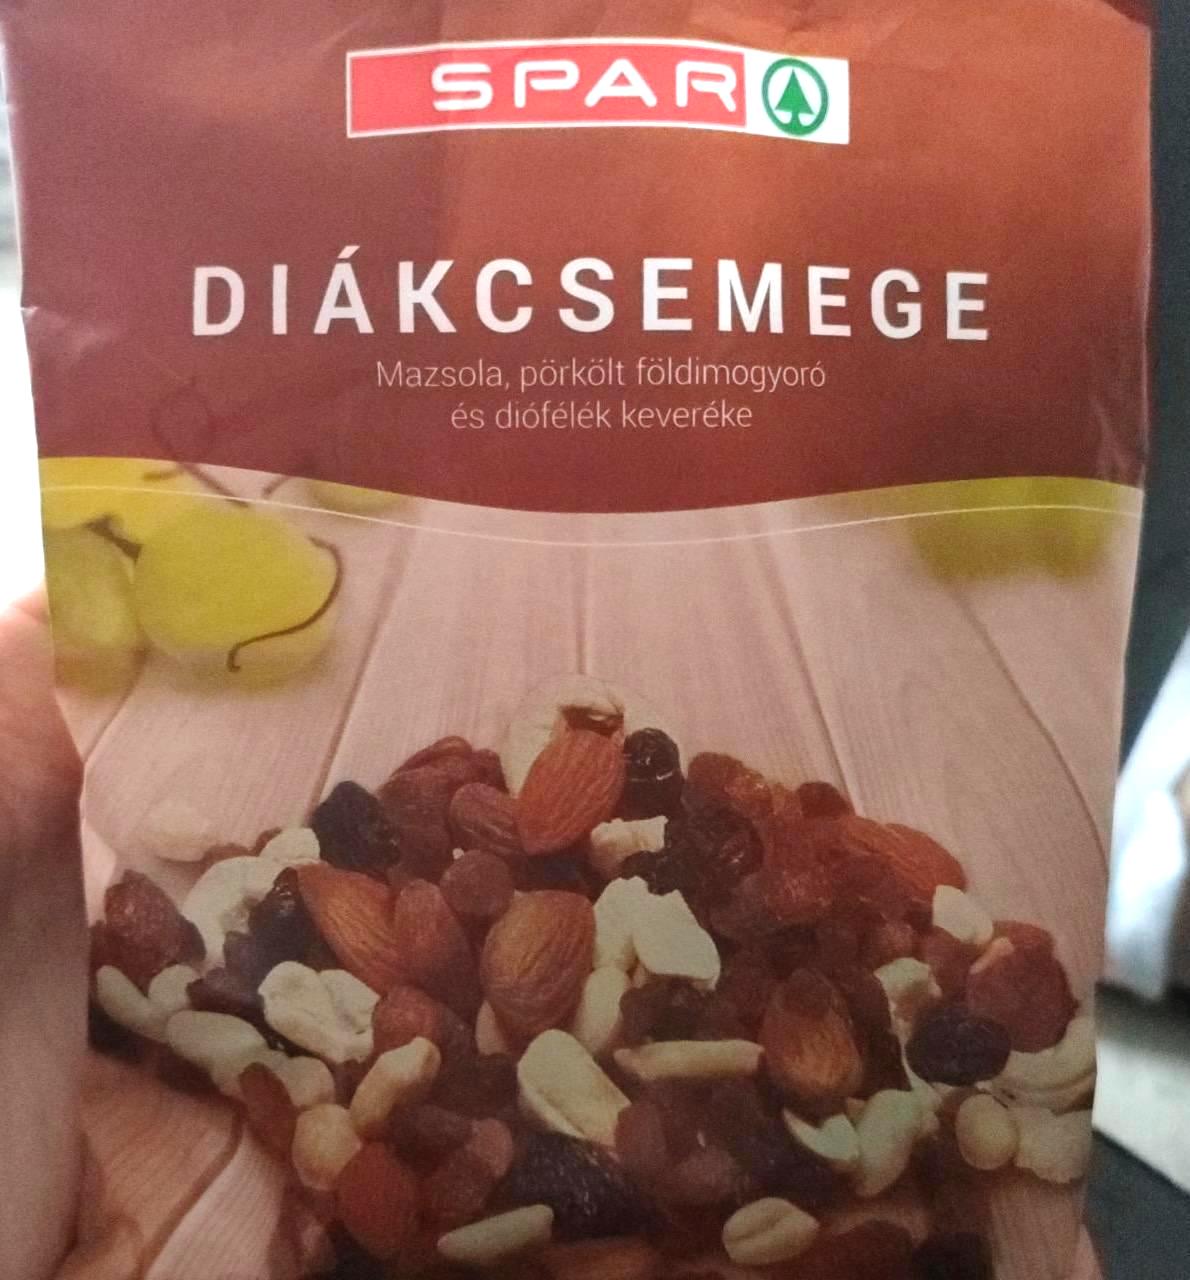 SPAR
DIÁKCSEMEGE
Mazsola, pörkölt földimogyoró
és diófélék keveréke